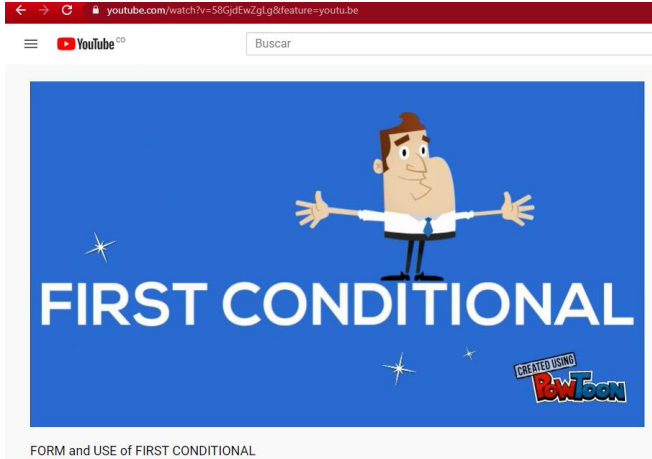 youtube.com/watch?v=58GjdEwZgLg&feature=youtu.be
YouTube CO
Buscar
FIRST CONDITIONAL
CREATED USING
POWTOON
FORM and USE of FIRST CONDITIONAL